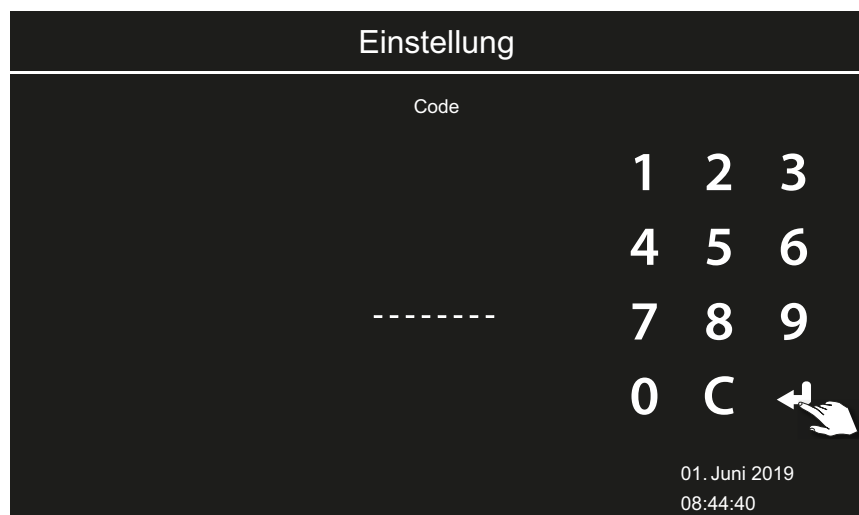 Einstellung
Code
1 2 3
4 5 6
--------
7 8 9
0 C
01. Juni 2019
08:44:40